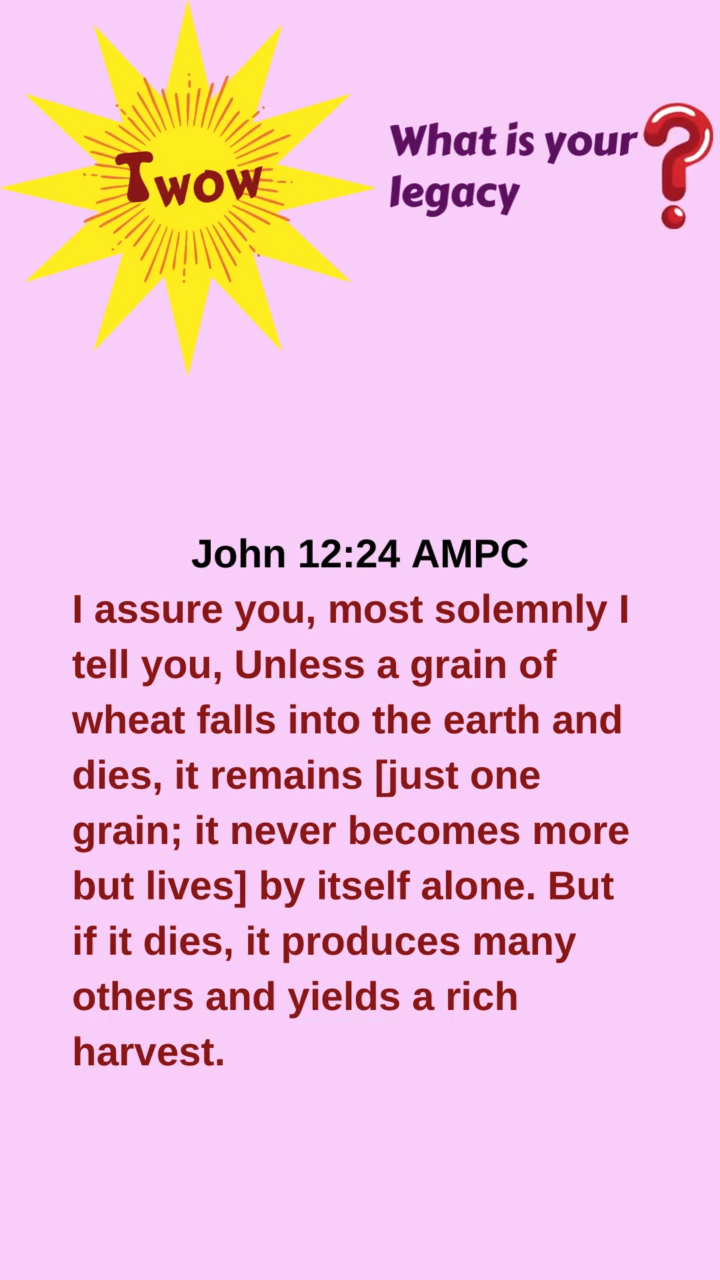 Twow
What is your
legacy ?
John 12:24 AMPC
I assure you, most solemnly I
tell you, Unless a grain of
wheat falls into the earth and
dies, it remains [just one
grain; it never becomes more
but lives] by itself alone. But
if it dies, it produces many
others and yields a rich
harvest.